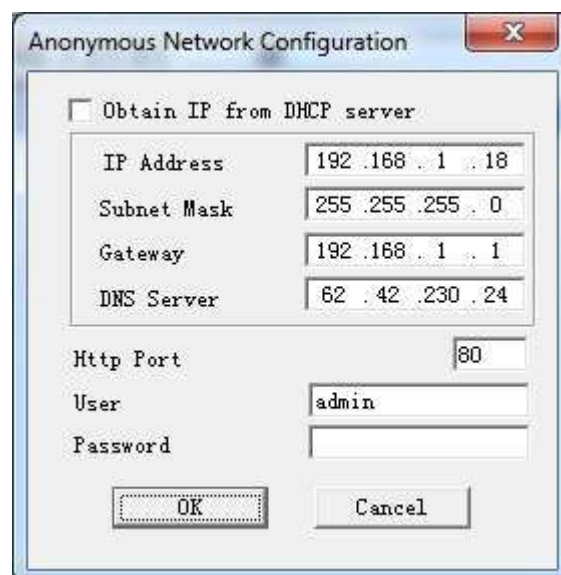 Anonymous Network Configuration
Obtain IP from DHCP server
IP Address 192 .168 . 1 . 18
Subnet Mask 255 .255 .255 . 0
Gateway 192 .168 . 1 . 1
DNS Server 62 . 42 .230 . 24
Http Port 80
User admin
Password
OK Cancel